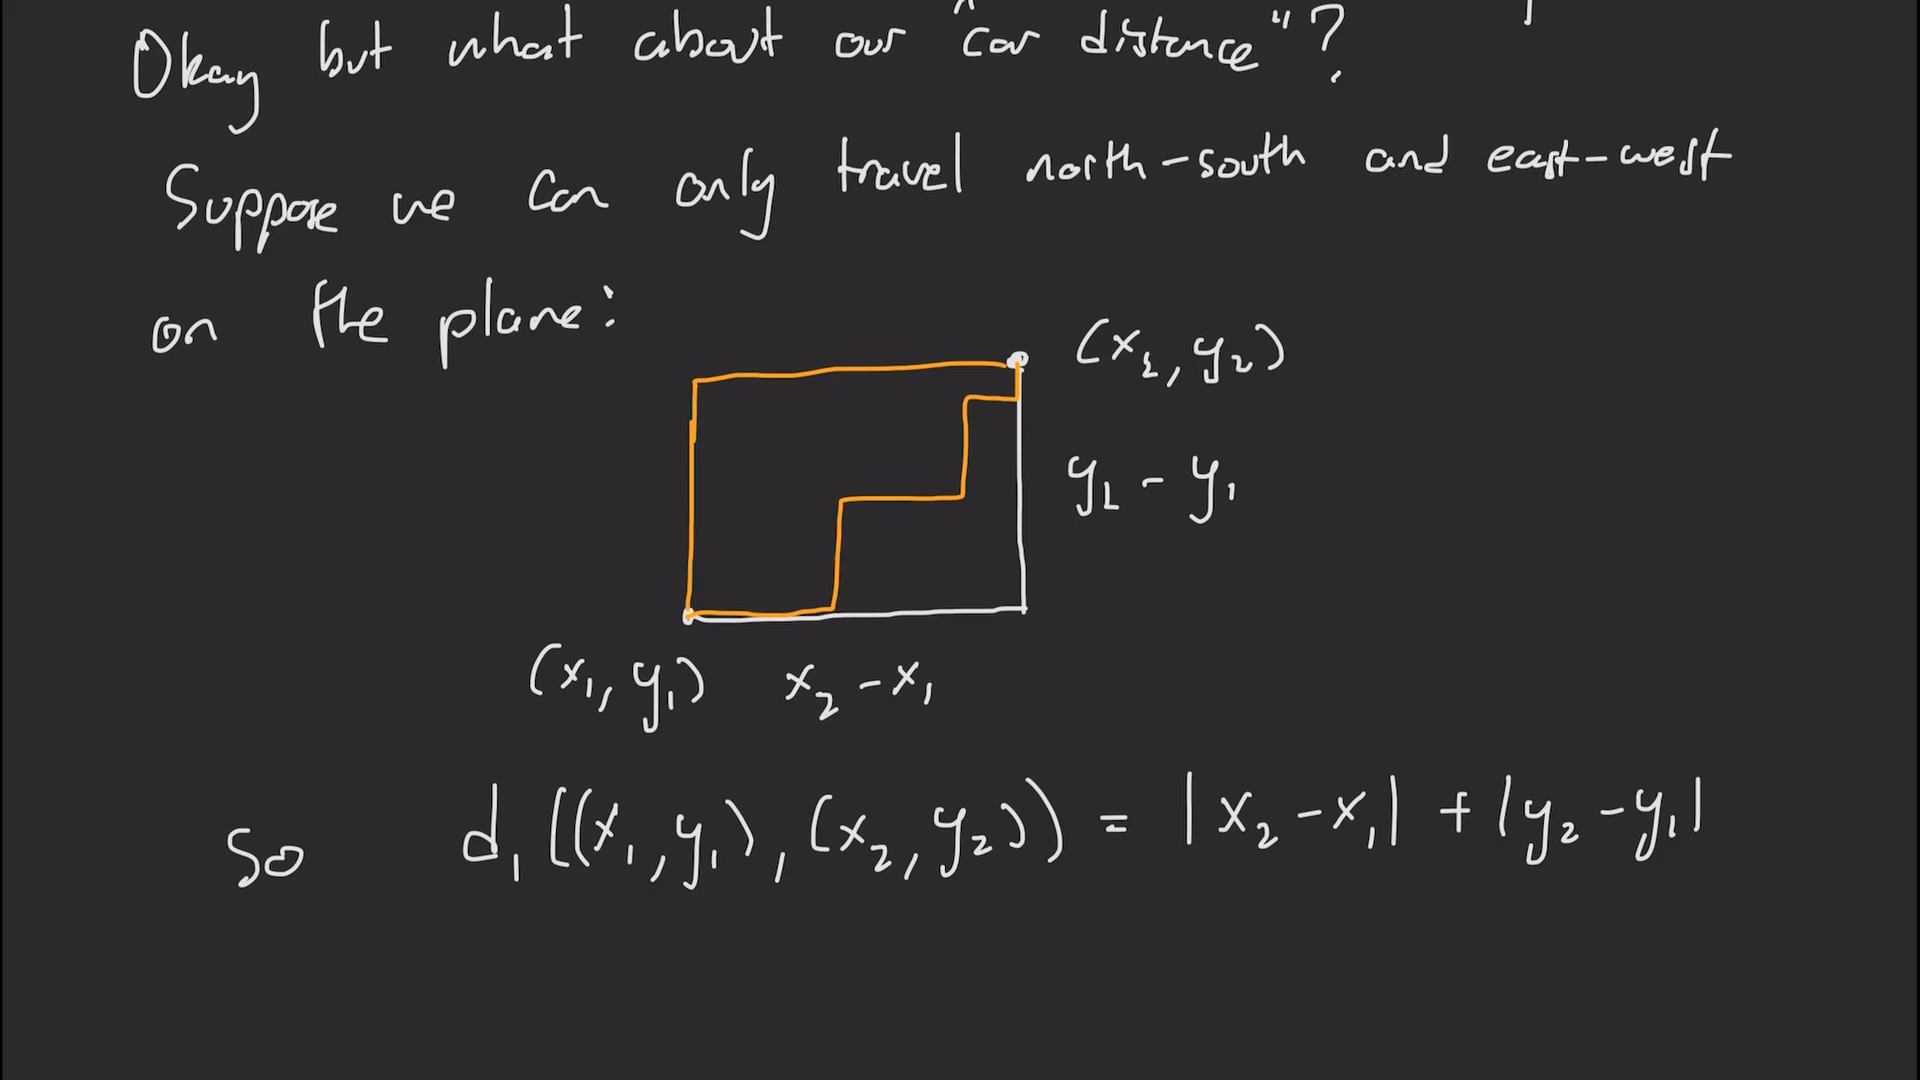 Okay but what about our "car distance"?
Suppose we can only travel north-south and east-west
on the plane:
(x₂, y₂)
y₂ - y₁
(x₁, y₁) x₂ - x₁
So d₁((x₁, y₁), (x₂, y₂)) = |x₂ - x₁| + |y₂ - y₁|